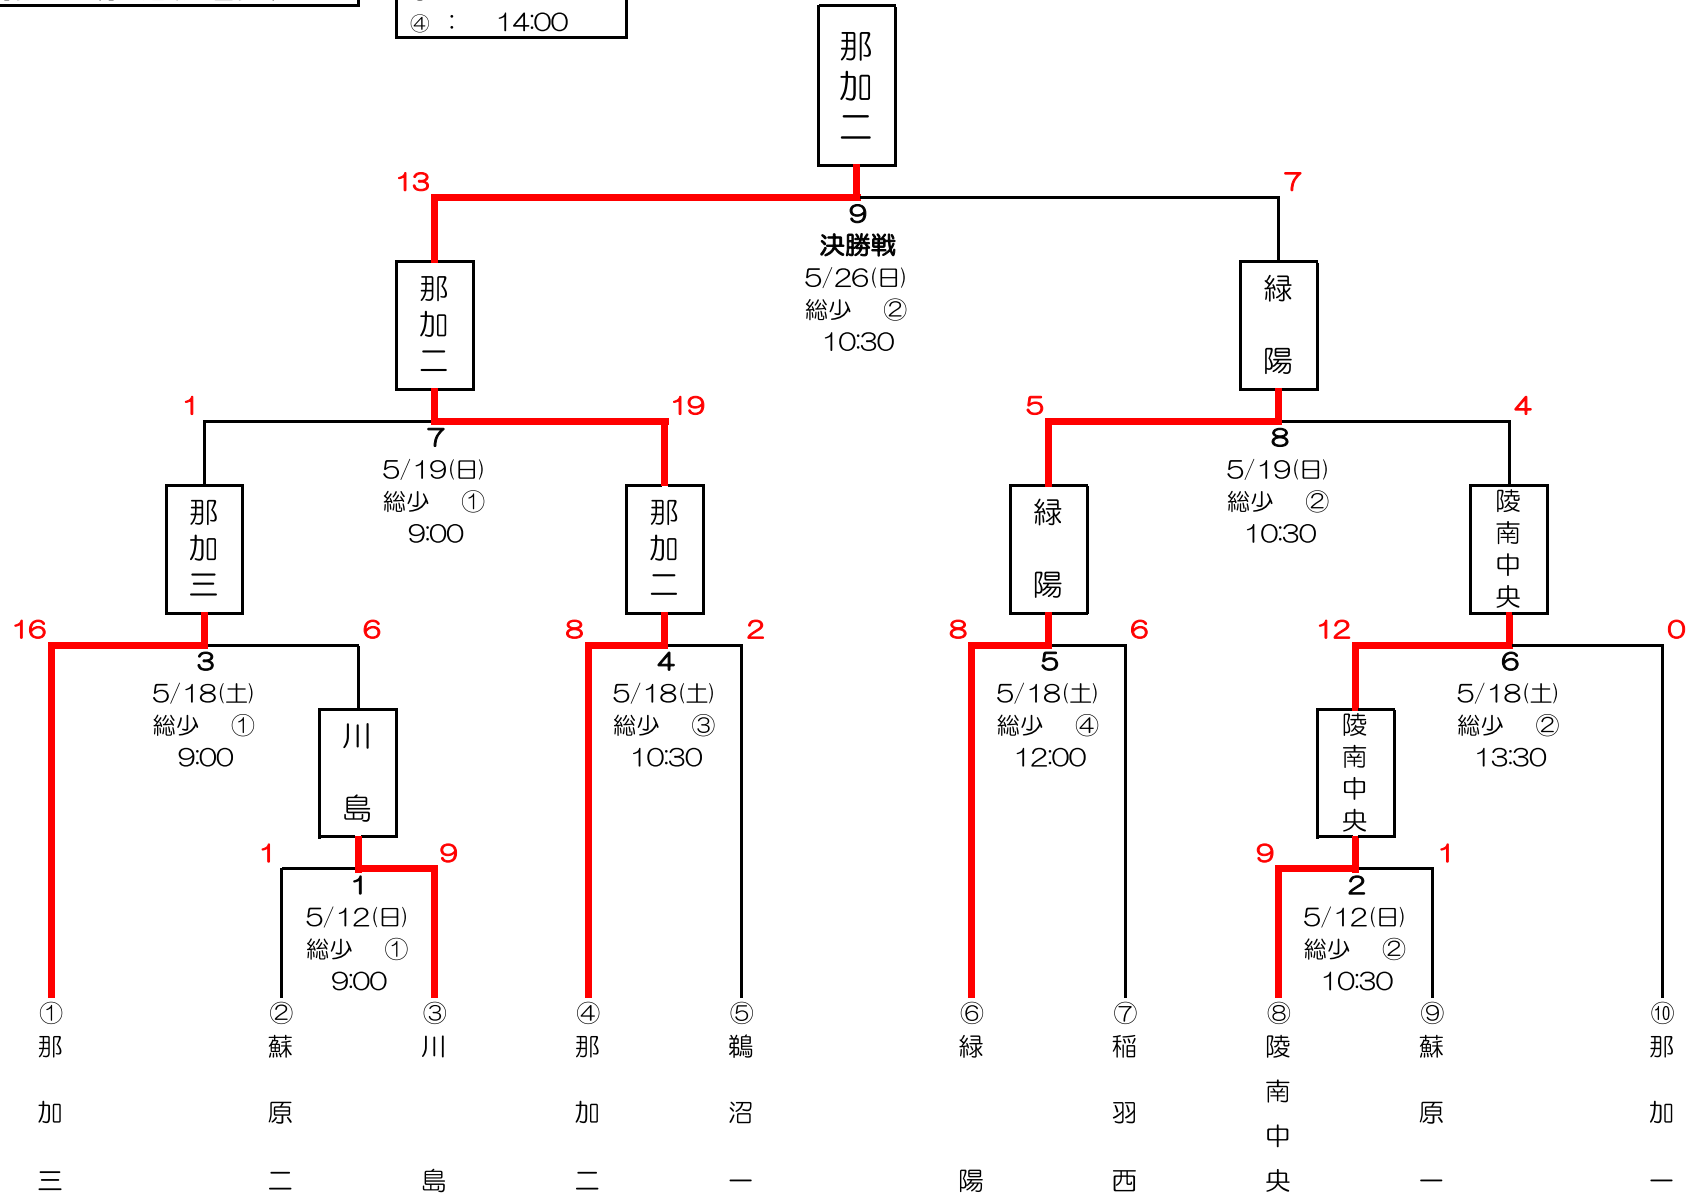 ④ : 14:00
那加二
13
7
9
決勝戦
5/26(日)
総少 ②
10:30
那加二
緑陽
1
19
5
4
7
5/19(日)
総少 ①
9:00
8
5/19(日)
総少 ②
10:30
那加三
那加二
緑陽
陵南中央
16
6
8
2
8
6
12
0
3
5/18(土)
総少 ①
9:00
4
5/18(土)
総少 ③
10:30
5
5/18(土)
総少 ④
12:00
6
5/18(土)
総少 ②
13:30
川島
陵南中央
1
9
9
1
1
5/12(日)
総少 ①
9:00
2
5/12(日)
総少 ②
10:30
① 那加三
② 蘇原二
③ 川島
④ 那加二
⑤ 鵜沼一
⑥ 緑陽
⑦ 稲羽西
⑧ 陵南中央
⑨ 蘇原一
⑩ 那加一